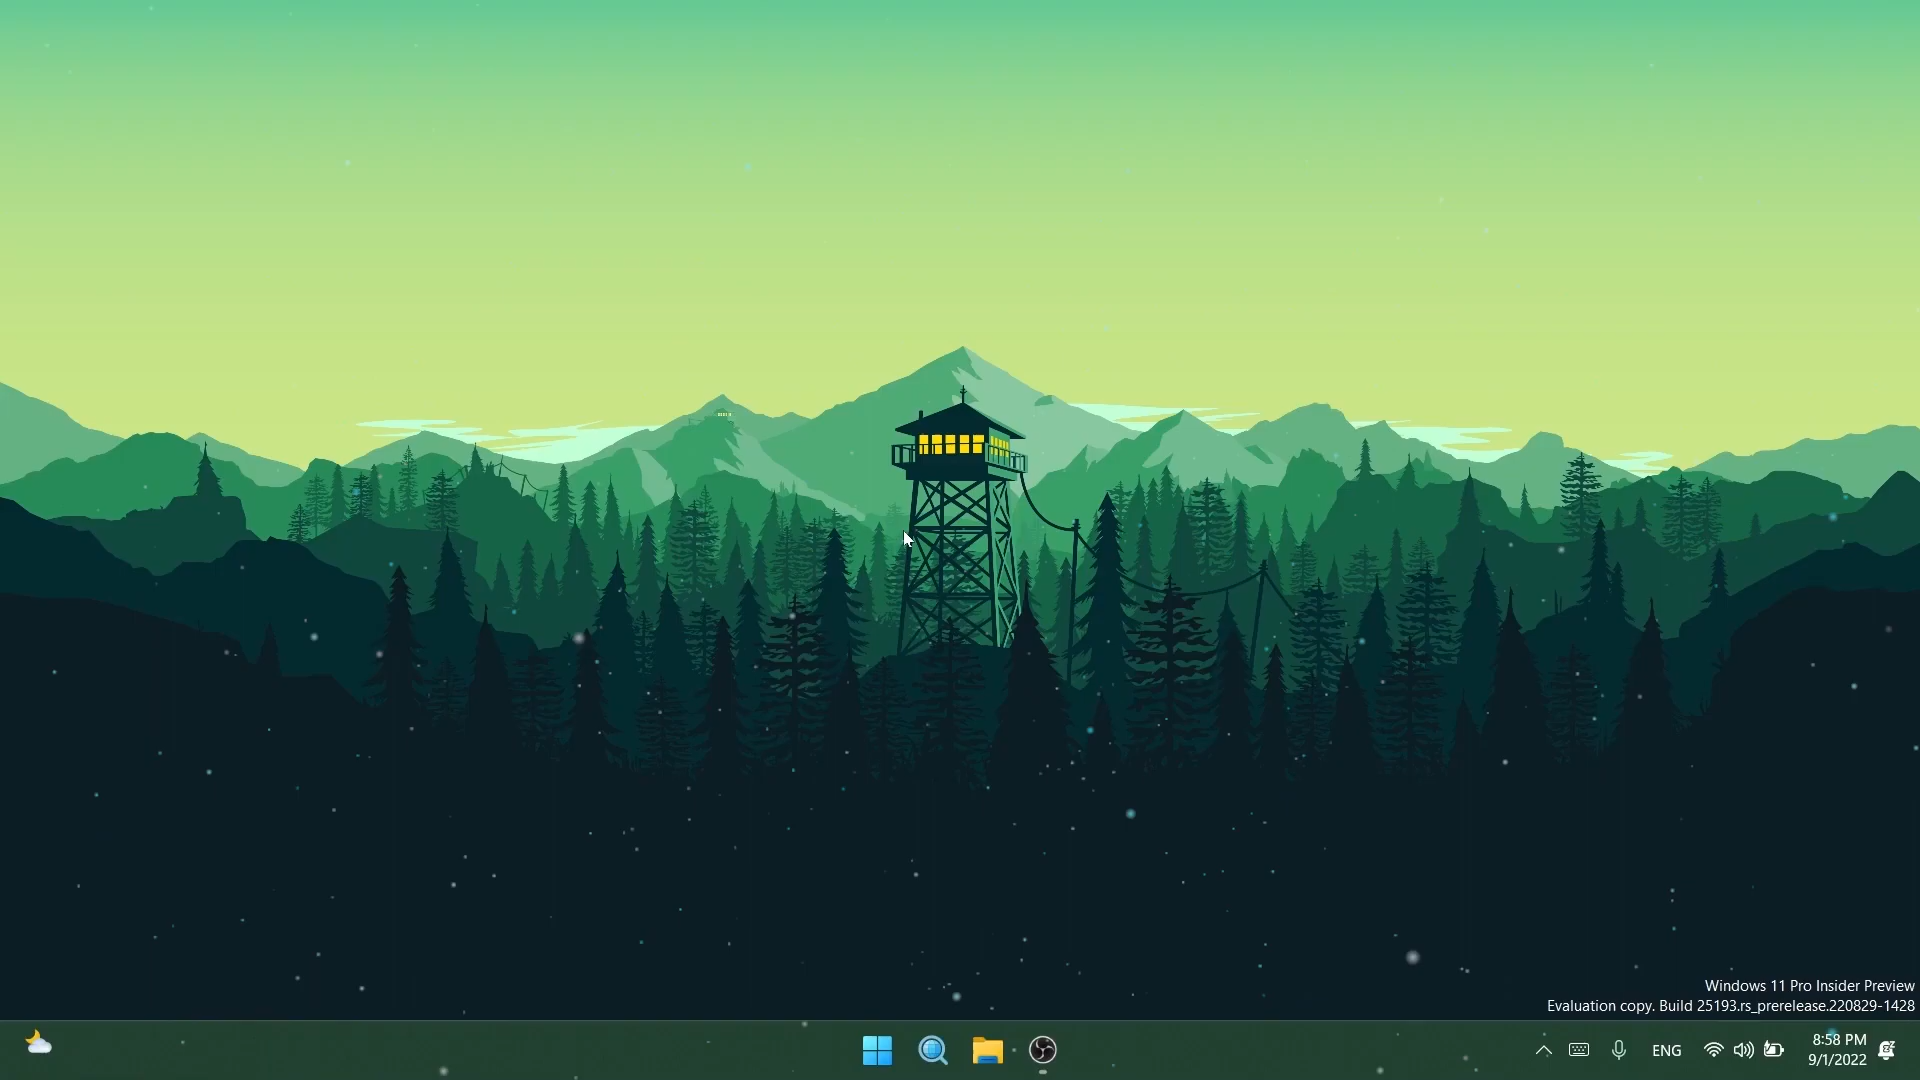 Windows 11 Pro Insider Preview
Evaluation copy. Build 25193.rs_prerelease.220829-1428
ENG
8:58 PM
9/1/2022